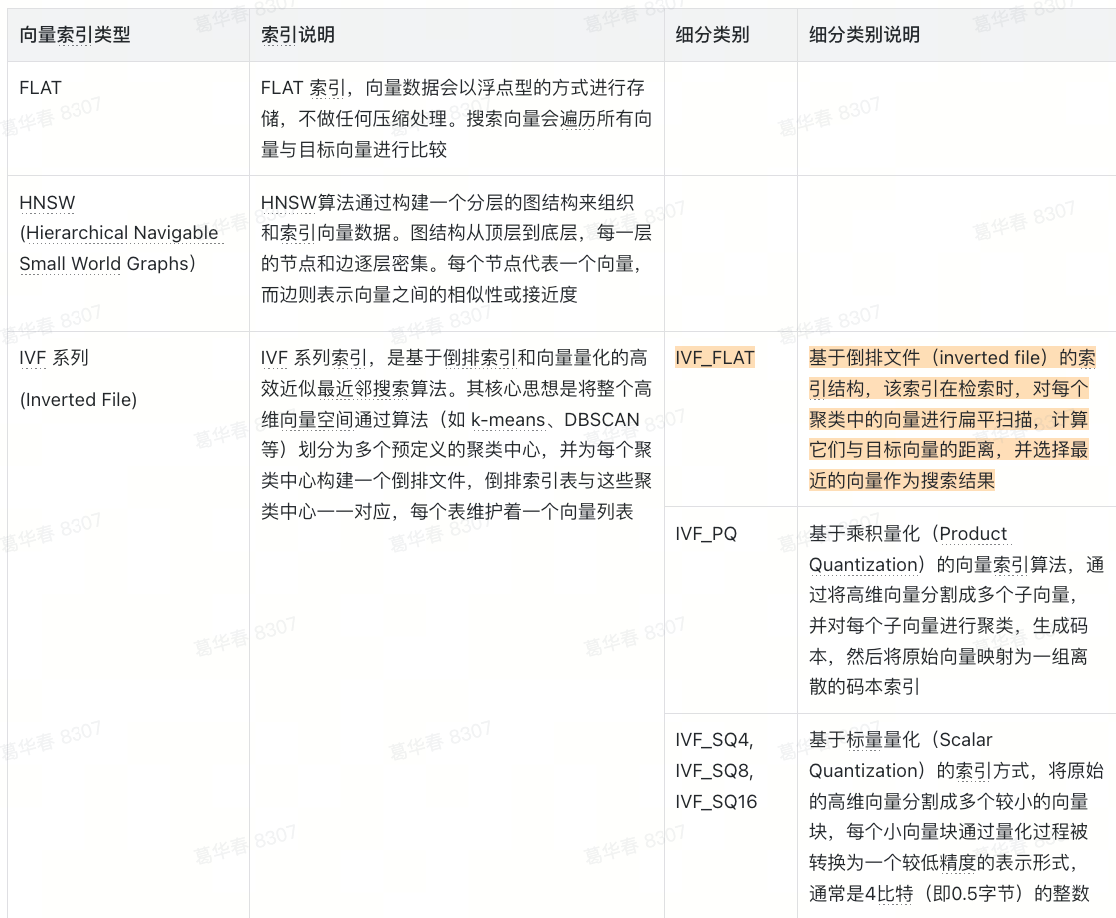 向量索引类型
索引说明
细分类别
细分类别说明
FLAT
FLAT 索引，向量数据会以浮点型的方式进行存
储，不做任何压缩处理。搜索向量会遍历所有向
量与目标向量进行比较
HNSW
(Hierarchical Navigable
Small World Graphs）
HNSW算法通过构建一个分层的图结构来组织
和索引向量数据。图结构从顶层到底层，每一层
的节点和边逐层密集。每个节点代表一个向量，
而边则表示向量之间的相似性或接近度
IVF 系列
(Inverted File)
IVF 系列索引，是基于倒排索引和向量量化的高
效近似最近邻搜索算法。其核心思想是将整个高
维向量空间通过算法（如 k-means、DBSCAN
等）划分为多个预定义的聚类中心，并为每个聚
类中心构建一个倒排文件，倒排索引表与这些聚
类中心一一对应，每个表维护着一个向量列表
IVF_FLAT
基于倒排文件（inverted file）的索
引结构，该索引在检索时，对每个
聚类中的向量进行扁平扫描，计算
它们与目标向量的距离，并选择最
近的向量作为搜索结果
IVF_PQ
基于乘积量化（Product
Quantization）的向量索引算法，通
过将高维向量分割成多个子向量，
并对每个子向量进行聚类，生成码
本，然后将原始向量映射为一组离
散的码本索引
IVF_SQ4,
IVF_SQ8,
IVF_SQ16
基于标量量化（Scalar
Quantization）的索引方式，将原始
的高维向量分割成多个较小的向量
块，每个小向量块通过量化过程被
转换为一个较低精度的表示形式，
通常是4比特（即0.5字节）的整数
葛华春 8307